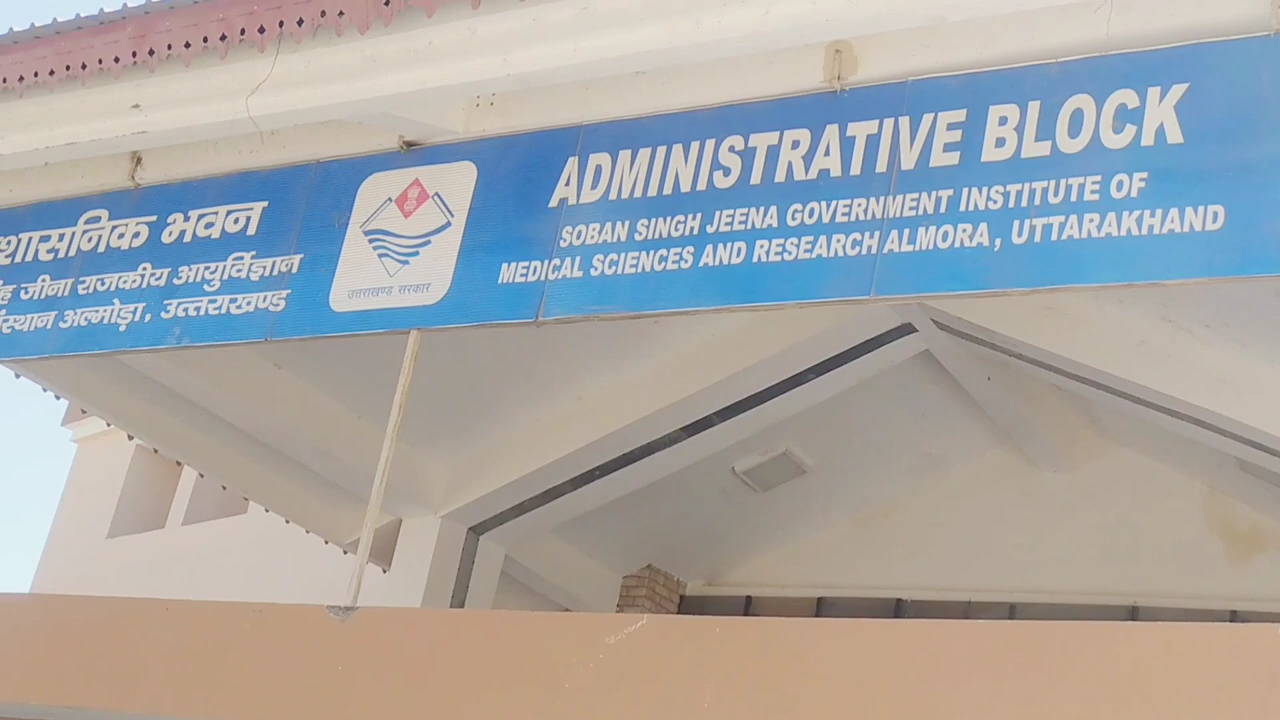 शासनिक भवन
ह जीना राजकीय आयुर्विज्ञान
स्थान अल्मोड़ा, उत्तराखण्ड
उत्तराखण्ड सरकार
ADMINISTRATIVE BLOCK
SOBAN SINGH JEENA GOVERNMENT INSTITUTE OF
MEDICAL SCIENCES AND RESEARCH ALMORA, UTTARAKHAND